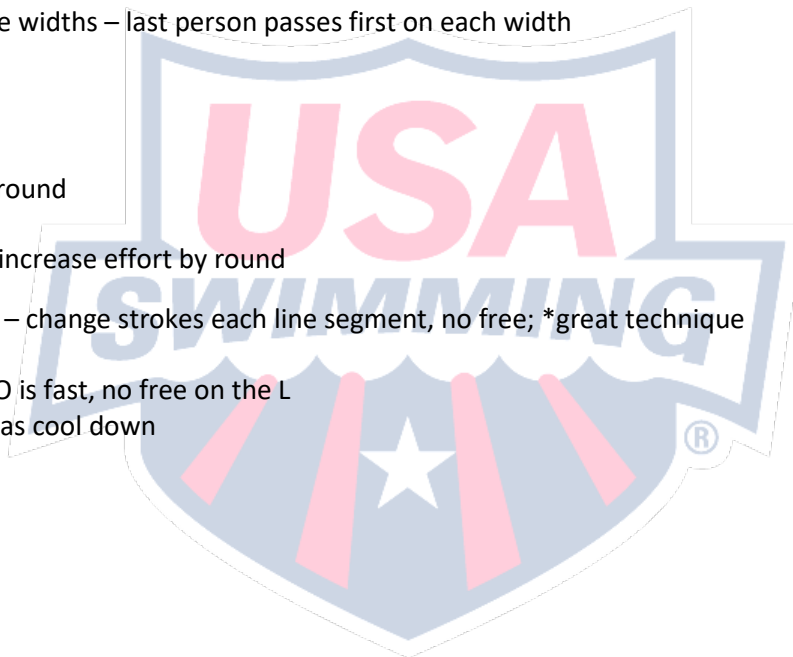 e widths – last person passes first on each width
round
increase effort by round
– change strokes each line segment, no free; *great technique
O is fast, no free on the L
as cool down
USA
SWIMMING
®